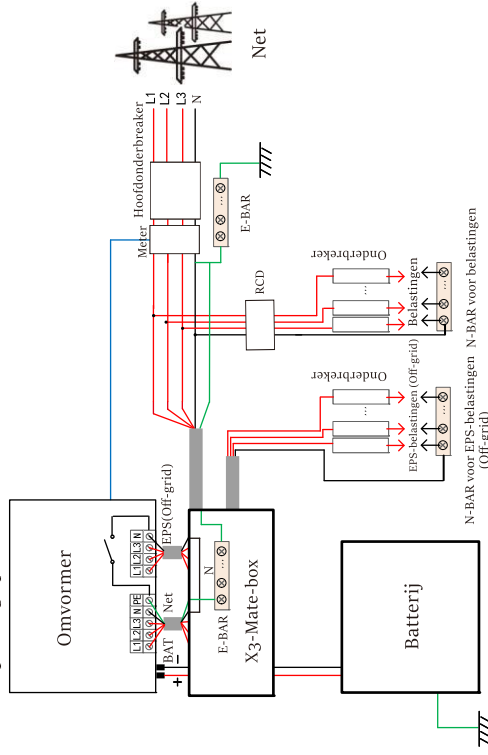 Net
L1
L2
L3
N
Hoofdonderbreaker
Meter
E-BAR
Omvormer
L1 L2 L3 N PE
L1 L2 L3 N
BAT
Net
EPS(Off-grid)
+ −
N
E-BAR
X3-Mate-box
Batterij
RCD
Onderbreker
...
Belastingen
...
N-BAR voor belastingen
Onderbreker
...
EPS-belastingen (Off-grid)
...
N-BAR voor EPS-belastingen
(Off-grid)